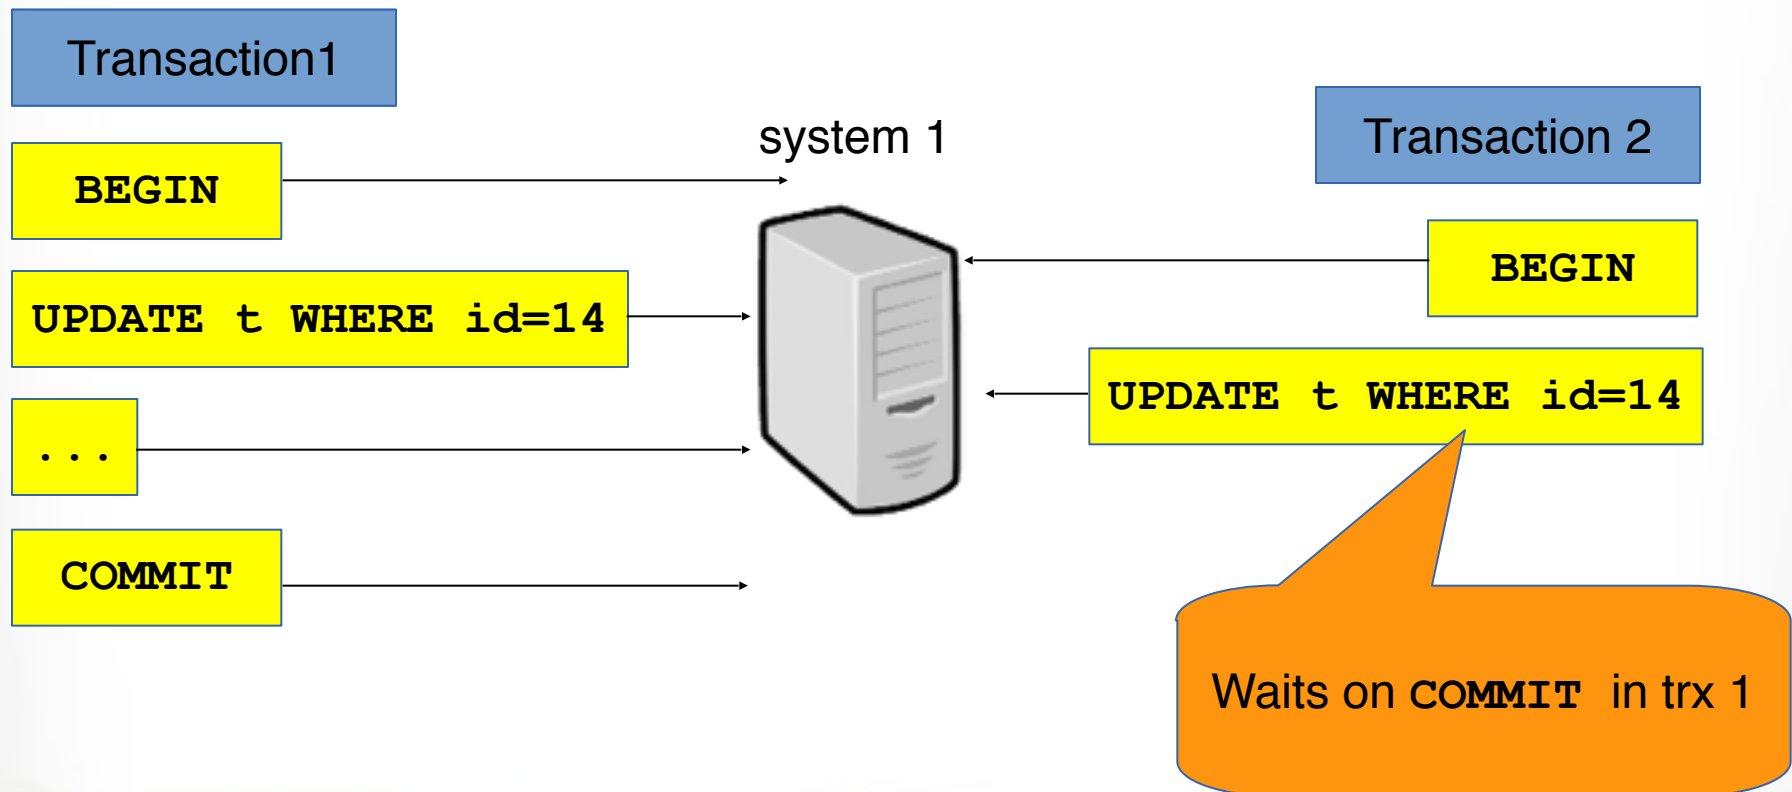 Transaction1
BEGIN
UPDATE t WHERE id=14
...
COMMIT
system 1
Transaction 2
BEGIN
UPDATE t WHERE id=14
Waits on COMMIT in trx 1